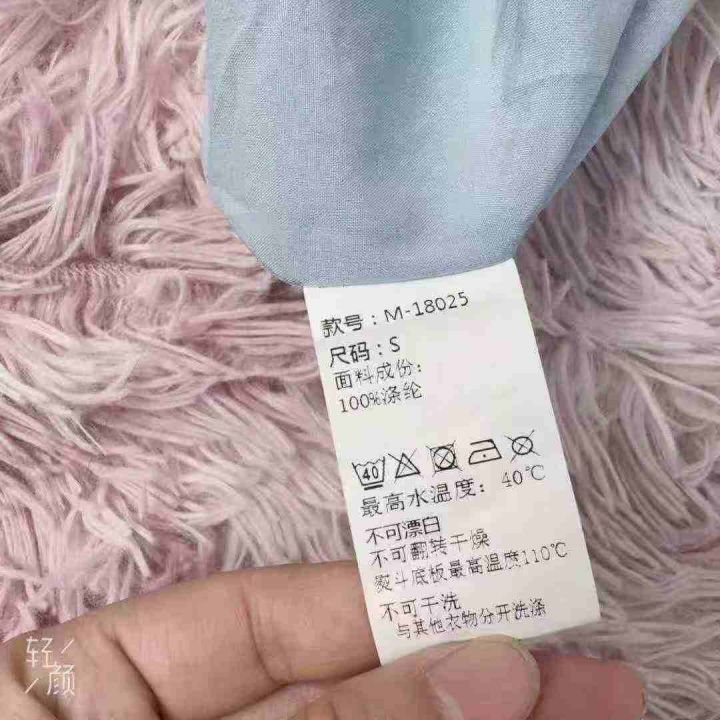 款号：M-18025
尺码：S
面料成份：
100%涤纶
40
最高水温度：40℃
不可漂白
不可翻转干燥
熨斗底板最高温度110℃
不可干洗
与其他衣物分开洗涤
轻
颜